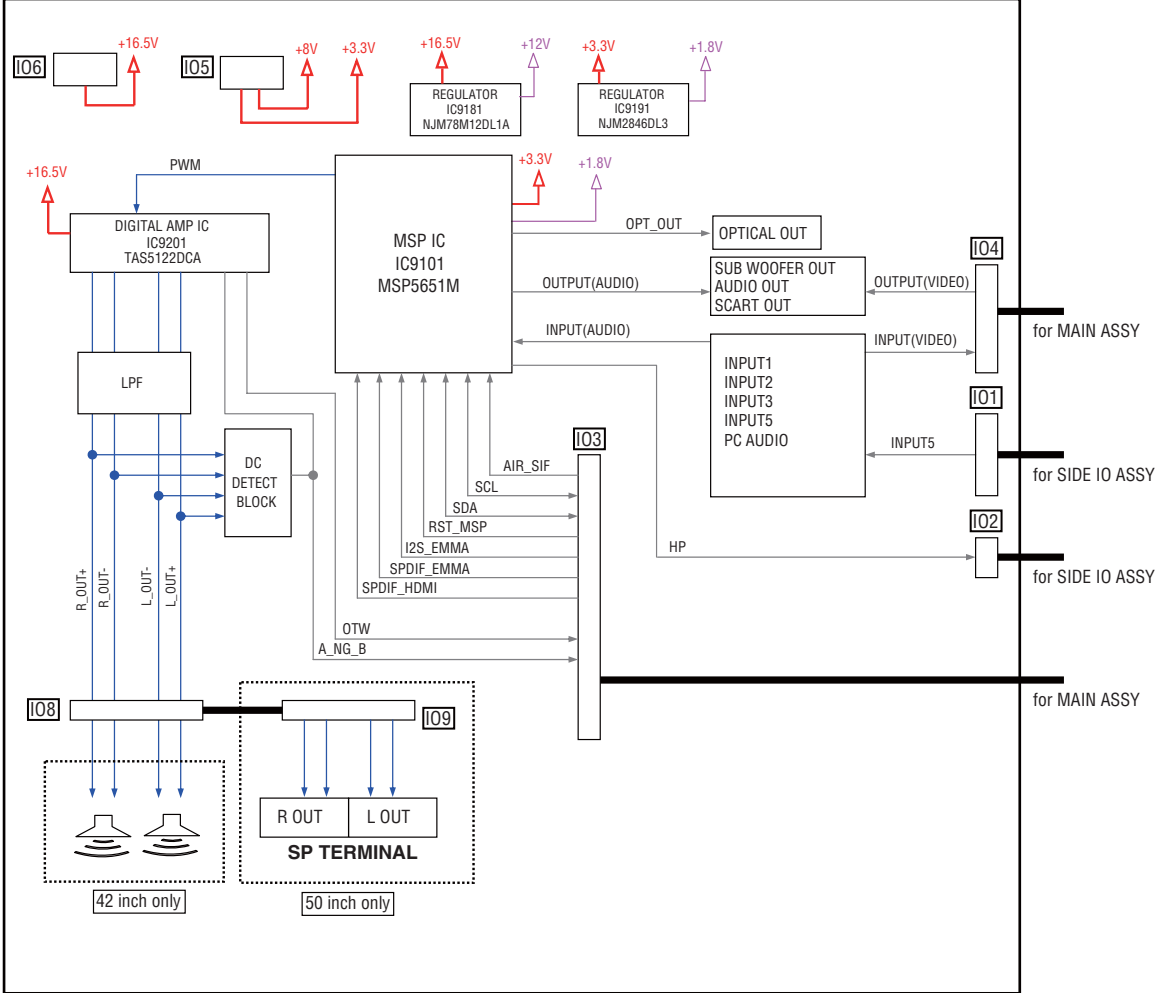 IO6
+16.5V
IO5
+8V
+3.3V
+16.5V
+12V
REGULATOR
IC9181
NJM78M12DL1A
+3.3V
+1.8V
REGULATOR
IC9191
NJM2846DL3
+16.5V
PWM
DIGITAL AMP IC
IC9201
TAS5122DCA
MSP IC
IC9101
MSP5651M
+3.3V
+1.8V
OPT_OUT
OPTICAL OUT
OUTPUT(AUDIO)
SUB WOOFER OUT
AUDIO OUT
SCART OUT
OUTPUT(VIDEO)
IO4
for MAIN ASSY
INPUT(AUDIO)
INPUT(VIDEO)
INPUT1
INPUT2
INPUT3
INPUT5
PC AUDIO
IO1
INPUT5
for SIDE IO ASSY
IO2
HP
for SIDE IO ASSY
LPF
DC
DETECT
BLOCK
IO3
AIR_SIF
SCL
SDA
RST_MSP
I2S_EMMA
SPDIF_EMMA
SPDIF_HDMI
OTW
A_NG_B
for MAIN ASSY
R_OUT+
R_OUT-
L_OUT-
L_OUT+
IO8
IO9
R OUT
L OUT
SP TERMINAL
42 inch only
50 inch only